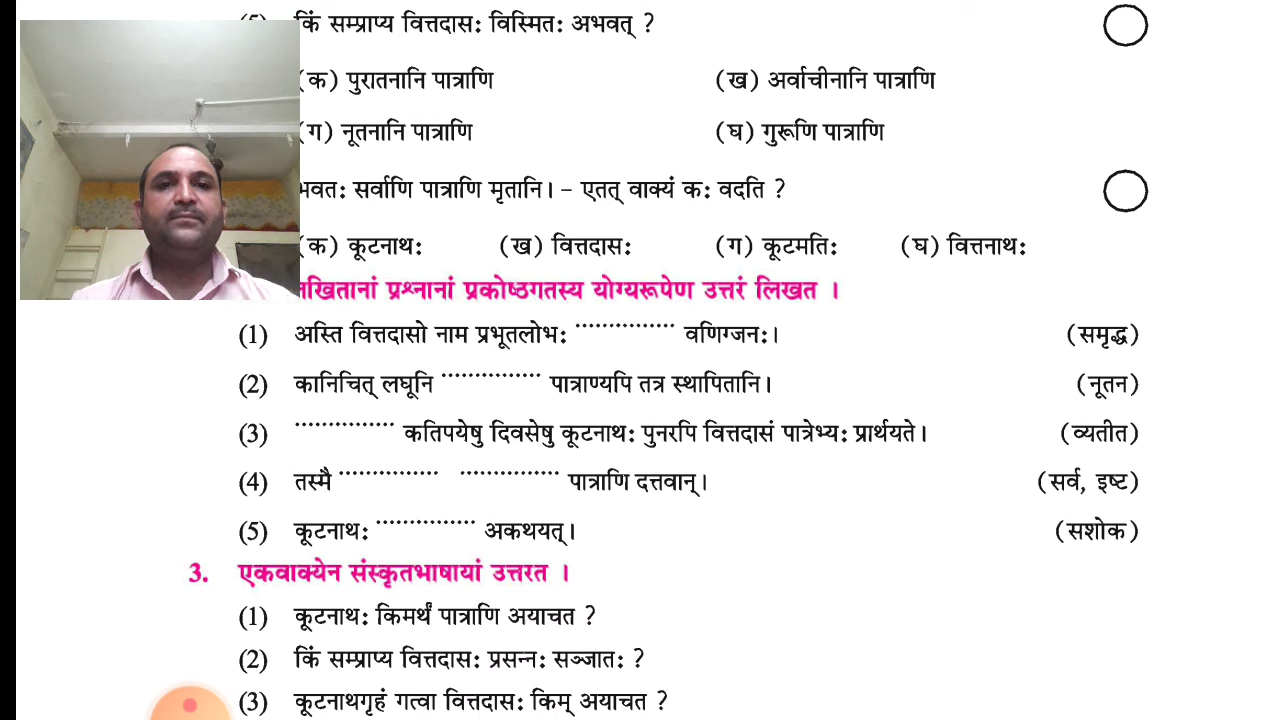 किं सम्प्राप्य वित्तदासः विस्मितः अभवत् ?
(क) पुरातनानि पात्राणि (ख) अर्वाचीनानि पात्राणि
(ग) नूतनानि पात्राणि (घ) गुरूणि पात्राणि
सर्वाणि पात्राणि मृतानि। – एतत् वाक्यं कः वदति ?
(क) कूटनाथः (ख) वित्तदासः (ग) कूटमतिः (घ) वित्तनाथः
प्रश्नानां प्रकोष्ठगतस्य योग्यरूपेण उत्तरं लिखत ।
(1) अस्ति वित्तदासो नाम प्रभूतलोभः ............... वणिग्जनः। (समृद्ध)
(2) कानिचित् लघूनि ............... पात्राण्यपि तत्र स्थापितानि। (नूतन)
(3) ............... कतिपयेषु दिवसेषु कूटनाथः पुनरपि वित्तदासं पात्रेभ्यः प्रार्थयते। (व्यतीत)
(4) तस्मै ............... ............... पात्राणि दत्तवान्। (सर्व, इष्ट)
(5) कूटनाथः ............... अकथयत्। (सशोक)
3. एकवाक्येन संस्कृतभाषायां उत्तरत ।
(1) कूटनाथः किमर्थं पात्राणि अयाचत ?
(2) किं सम्प्राप्य वित्तदासः प्रसन्नः सञ्जातः ?
(3) कूटनाथगृहं गत्वा वित्तदासः किम् अयाचत ?